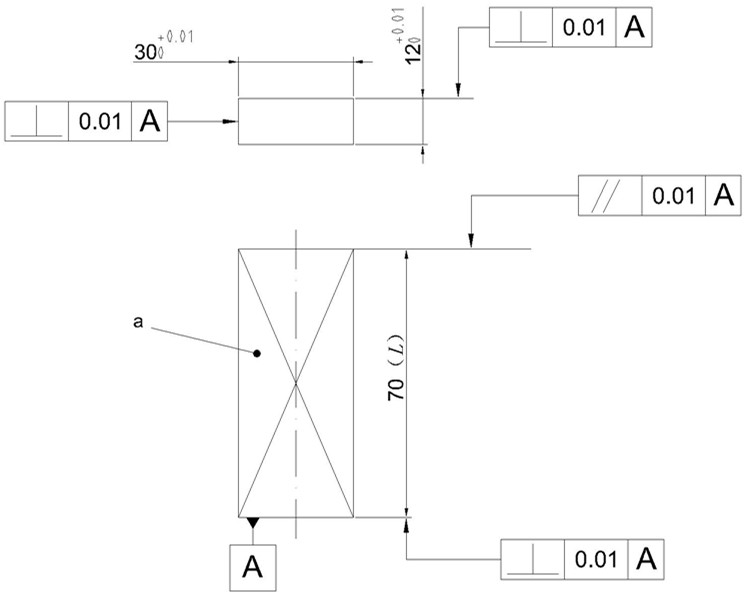 ⊥ 0.01 A
30 +0.01 0
12 +0.01 0
⊥ 0.01 A
// 0.01 A
a
70 (L)
A
⊥ 0.01 A